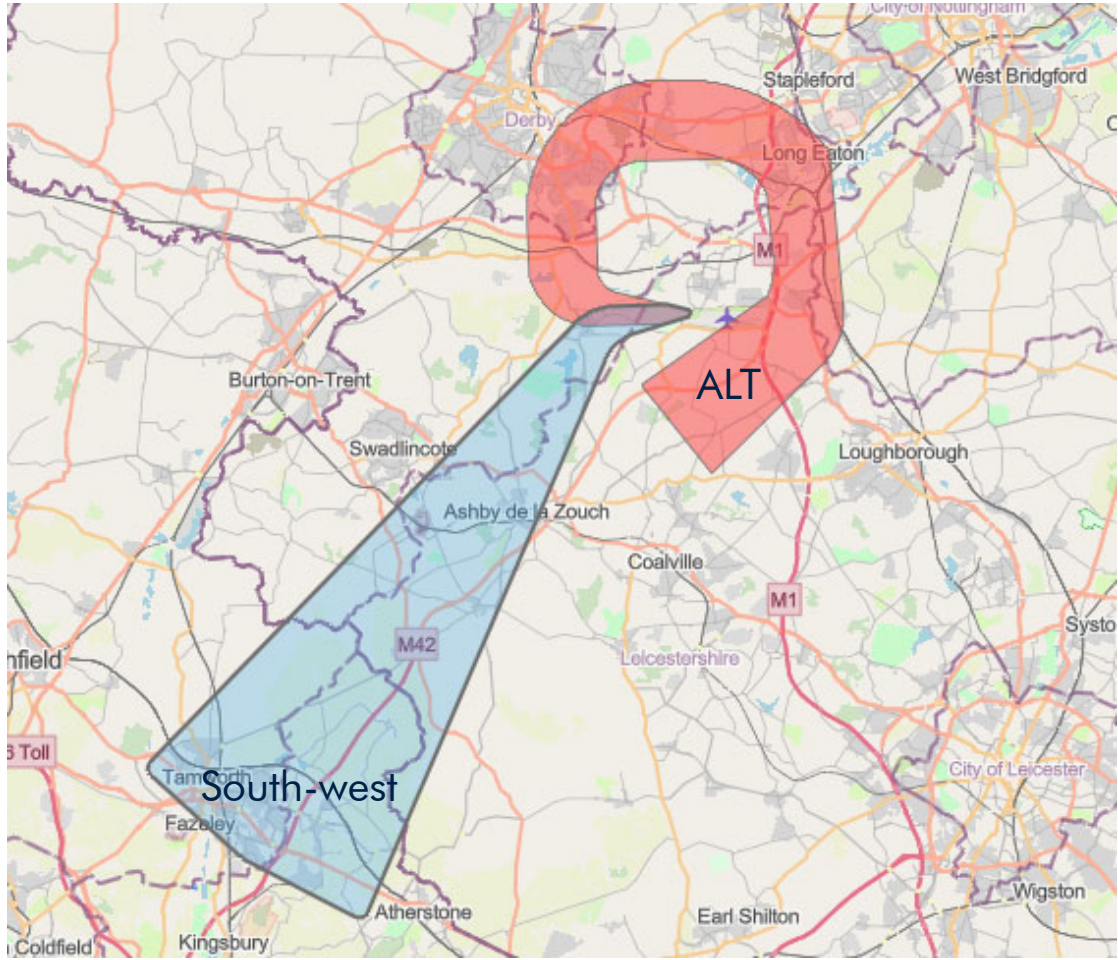 City of Nottingham
Stapleford
West Bridgford
Derby
Long Eaton
M1
Burton-on-Trent
ALT
Swadlincote
Loughborough
Ashby de la Zouch
Coalville
M1
Systo
M42
nfield
Leicestershire
6 Toll
Tamworth
South-west
City of Leicester
Fazeley
Atherstone
Earl Shilton
Wigston
Kingsbury
Coldfield